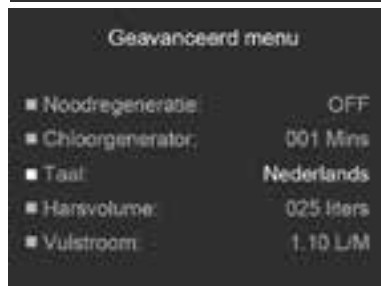 Geavanceerd menu
Noodregeneratie: OFF
Chloorgenerator: 001 Mins
Taal: Nederlands
Harsvolume: 025 liters
Vulstroom: 1.10 L/M